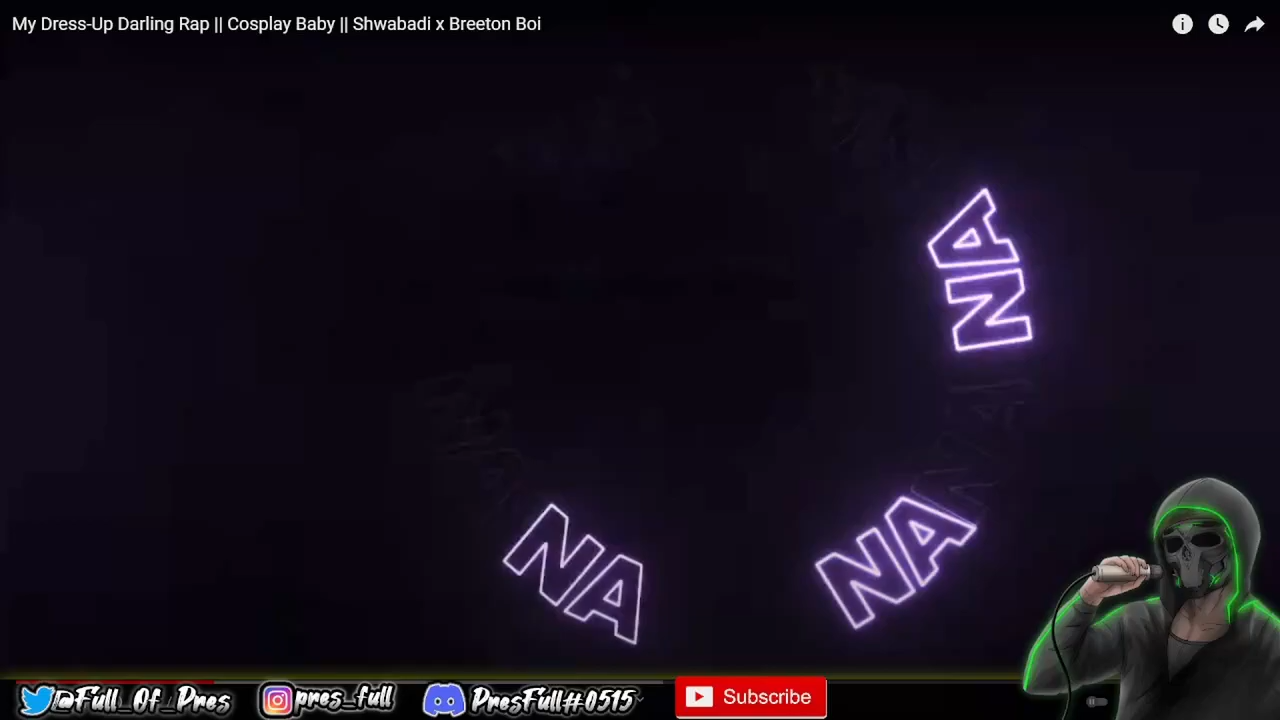 My Dress-Up Darling Rap || Cosplay Baby || Shwabadi x Breeton Boi
NA
NA
NA
@Full_Of_Pres
pres_full
PresFull#0515
Subscribe